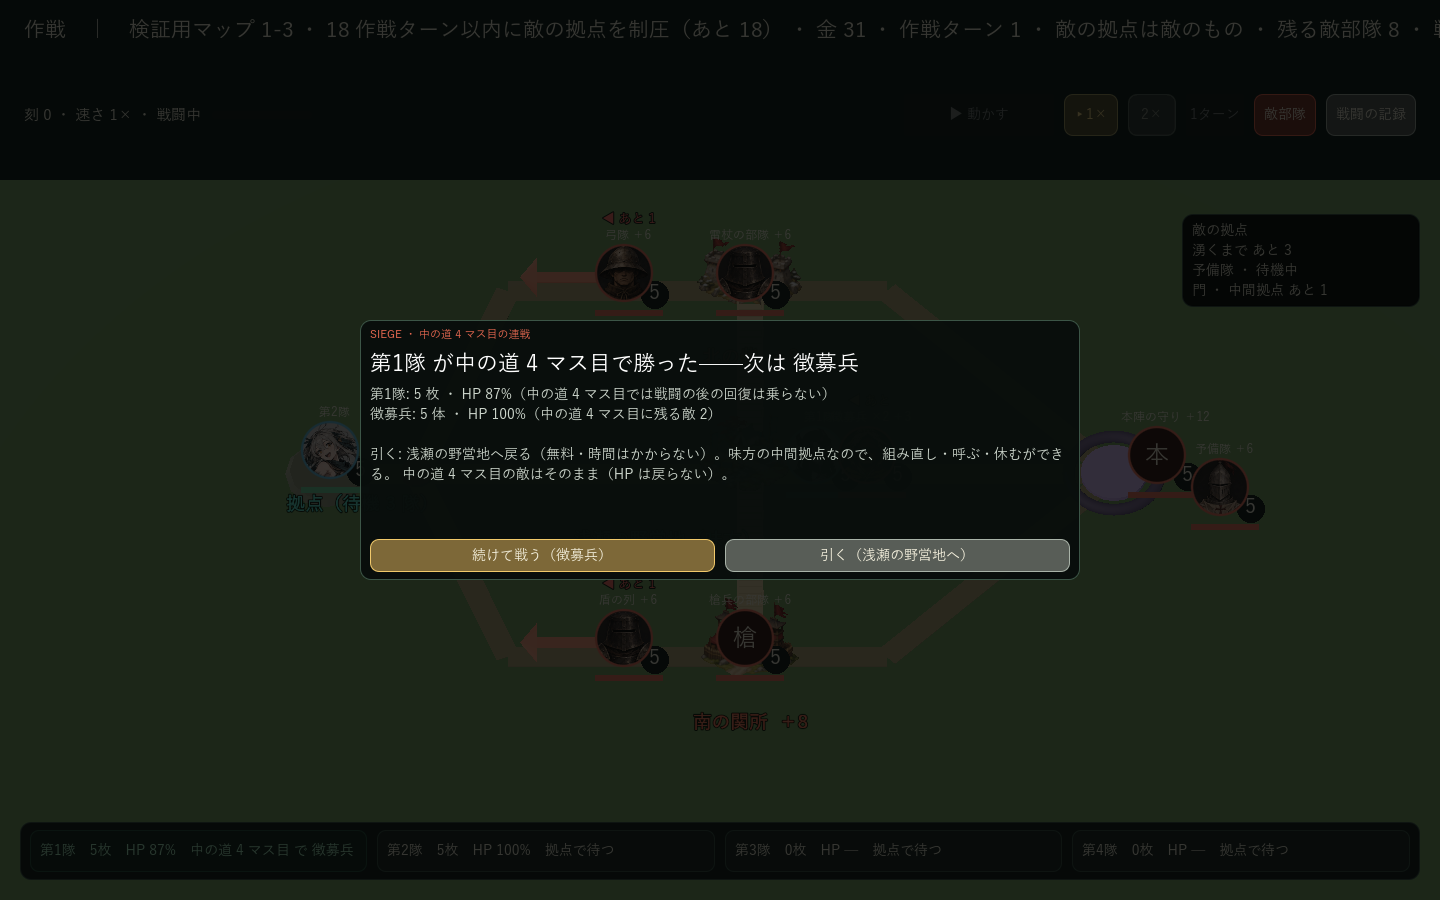 作戦 ｜ 検証用マップ 1-3 ・ 18 作戦ターン以内に敵の拠点を制圧（あと 18） ・ 金 31 ・ 作戦ターン 1 ・ 敵の拠点は敵のもの ・ 残る敵部隊 8 ・
刻 0 ・ 速さ 1× ・ 戦闘中
▶ 動かす
▸ 1×
2×
1ターン
敵部隊
戦闘の記録
◀ あと 1
弓隊 +6
5
雷杖の部隊 +6
5
敵の拠点
湧くまで あと 3
予備隊 ・ 待機中
門 ・ 中間拠点 あと 1
SIEGE ・ 中の道 4 マス目の連戦
第1隊 が中の道 4 マス目で勝った――次は 徴募兵
第1隊: 5 枚 ・ HP 87%（中の道 4 マス目では戦闘の後の回復は乗らない）
徴募兵: 5 体 ・ HP 100%（中の道 4 マス目に残る敵 2）
引く: 浅瀬の野営地へ戻る（無料・時間はかからない）。味方の中間拠点なので、組み直し・呼ぶ・休むができ
る。 中の道 4 マス目の敵はそのまま（HP は戻らない）。
続けて戦う（徴募兵）
引く（浅瀬の野営地へ）
第2隊
拠点（待
本陣の守り +12
本
5
予備隊 +6
5
◀ あと 1
盾の列 +6
5
槍
5
南の関所 +8
第1隊 5枚 HP 87% 中の道 4 マス目 で 徴募兵
第2隊 5枚 HP 100% 拠点で待つ
第3隊 0枚 HP — 拠点で待つ
第4隊 0枚 HP — 拠点で待つ